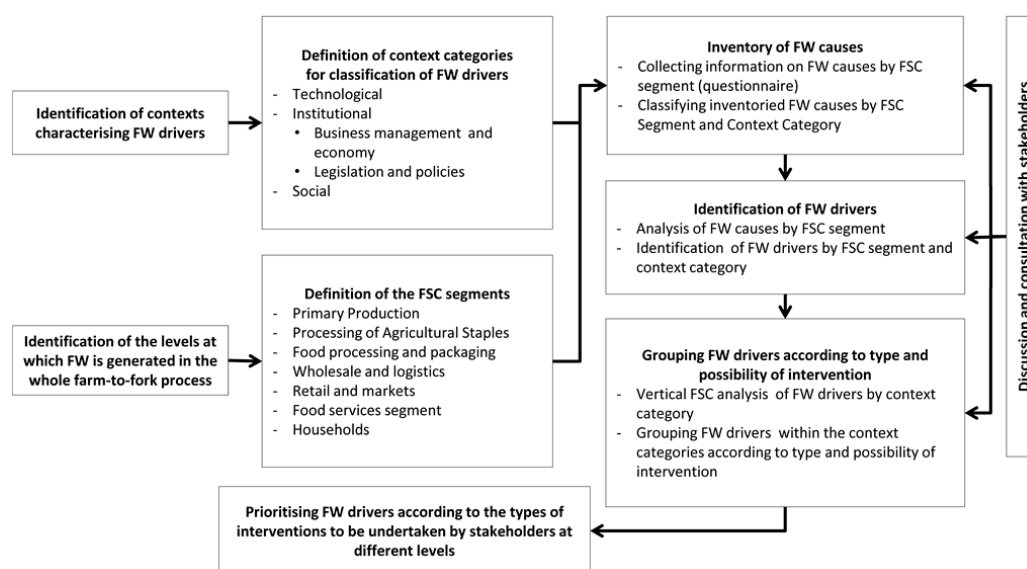 Identification of contexts
characterising FW drivers
Definition of context categories
for classification of FW drivers
- Technological
- Institutional
• Business management and
economy
• Legislation and policies
- Social
Identification of the levels at
which FW is generated in the
whole farm-to-fork process
Definition of the FSC segments
- Primary Production
- Processing of Agricultural Staples
- Food processing and packaging
- Wholesale and logistics
- Retail and markets
- Food services segment
- Households
Inventory of FW causes
- Collecting information on FW causes by FSC
segment (questionnaire)
- Classifying inventoried FW causes by FSC
Segment and Context Category
Identification of FW drivers
- Analysis of FW causes by FSC segment
- Identification of FW drivers by FSC segment and
context category
Grouping FW drivers according to type and
possibility of intervention
- Vertical FSC analysis of FW drivers by context
category
- Grouping FW drivers within the context
categories according to type and possibility of
intervention
Discussion and consultation with stakeholders
Prioritising FW drivers according to the types of
interventions to be undertaken by stakeholders at
different levels